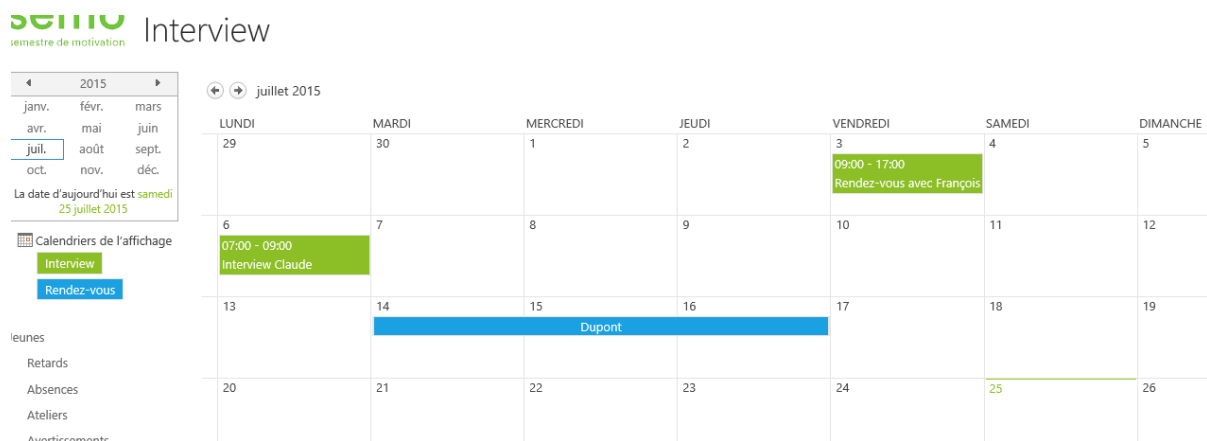 semo
semestre de motivation
Interview
2015
janv. févr. mars
avr. mai juin
juil. août sept.
oct. nov. déc.
La date d'aujourd'hui est samedi
25 juillet 2015
Calendriers de l'affichage
Interview
Rendez-vous
Jeunes
Retards
Absences
Ateliers
Avertissements
juillet 2015
LUNDI MARDI MERCREDI JEUDI VENDREDI SAMEDI DIMANCHE
29 30 1 2 3 4 5
09:00 - 17:00
Rendez-vous avec François
6 7 8 9 10 11 12
07:00 - 09:00
Interview Claude
13 14 15 16 17 18 19
Dupont
20 21 22 23 24 25 26